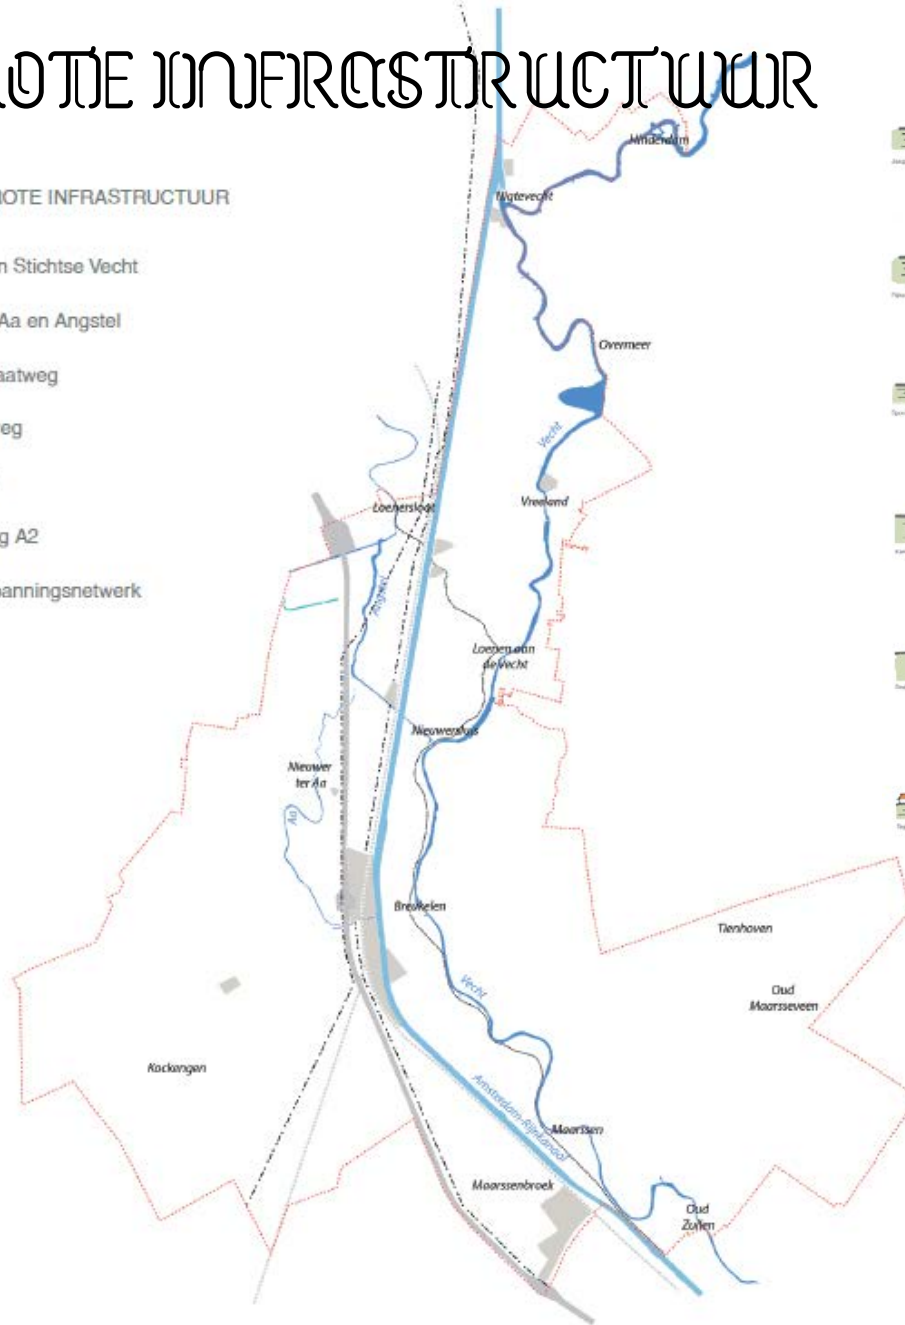 OTE INFRASTRUCTUUR
OTE INFRASTRUCTUUR
n Stichtse Vecht
Aa en Angstel
aatweg
eg
g A2
panningsnetwerk
Hinderdam
Nigtevecht
Overmeer
Vecht
Vreeland
Loenersloot
Angstel
Loenen aan
de Vecht
Nieuwersluis
Nieuwer
ter Aa
Aa
Breukelen
Tienhoven
Vecht
Oud
Maarsseveen
Kockengen
Amsterdam-Rijnkanaal
Maarssen
Maarssenbroek
Oud
Zuilen